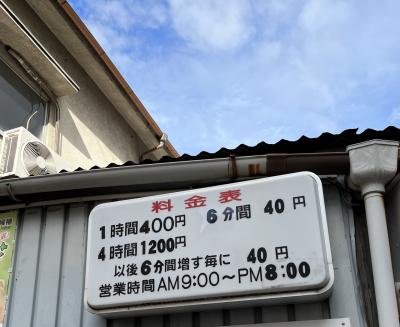 料金表
1時間400円 6分間 40円
4時間1200円
以後6分間増す毎に 40円
営業時間AM9:00〜PM8:00